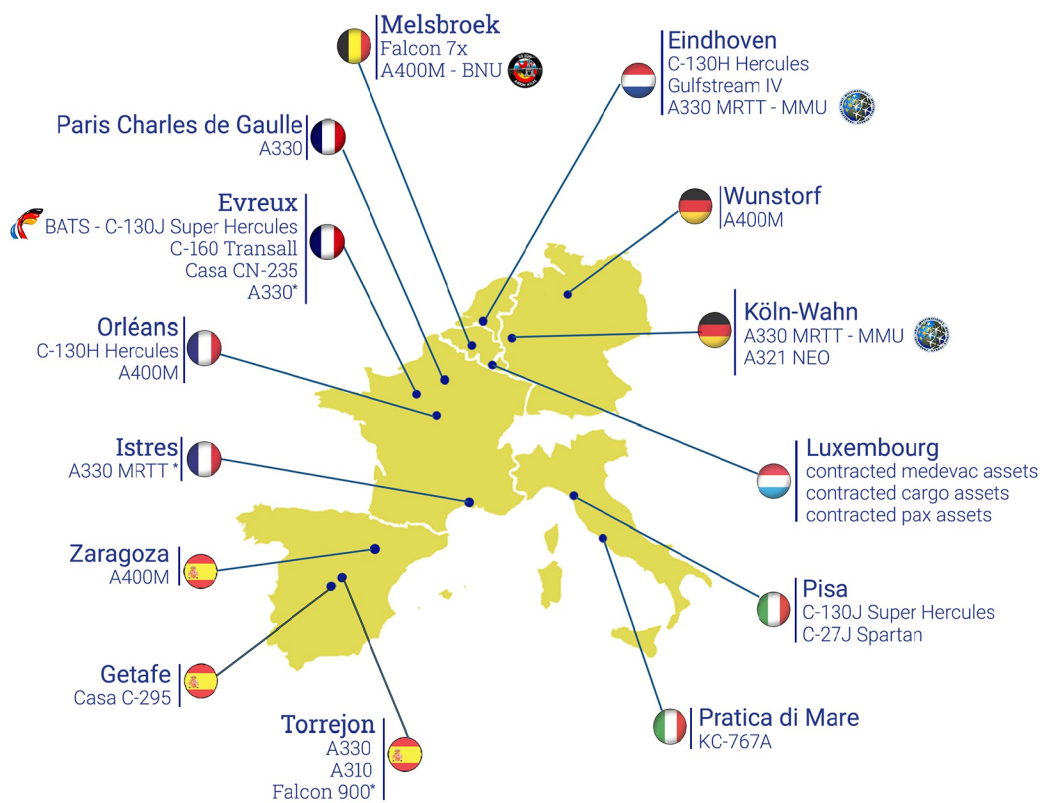 Melsbroek
Falcon 7x
A400M - BNU
Eindhoven
C-130H Hercules
Gulfstream IV
A330 MRTT - MMU
Paris Charles de Gaulle
A330
Evreux
BATS - C-130J Super Hercules
C-160 Transall
Casa CN-235
A330*
Wunstorf
A400M
Orléans
C-130H Hercules
A400M
Köln-Wahn
A330 MRTT - MMU
A321 NEO
Istres
A330 MRTT *
Luxembourg
contracted medevac assets
contracted cargo assets
contracted pax assets
Zaragoza
A400M
Pisa
C-130J Super Hercules
C-27J Spartan
Getafe
Casa C-295
Torrejon
A330
A310
Falcon 900*
Pratica di Mare
KC-767A